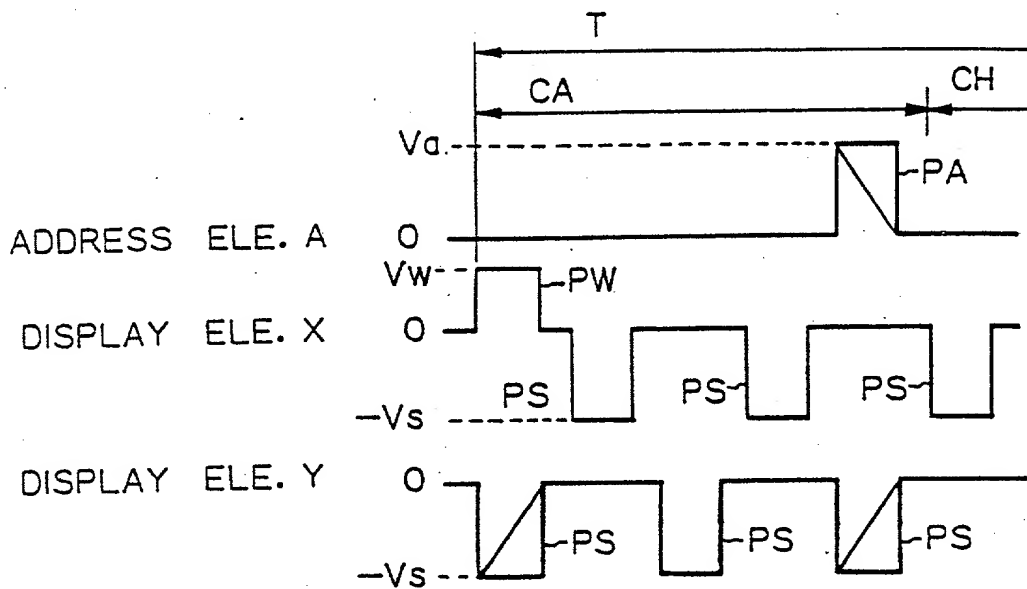 T
CA CH
Va
PA
ADDRESS ELE. A 0
Vw PW
DISPLAY ELE. X 0
PS PS PS
-Vs
DISPLAY ELE. Y 0
PS PS PS
-Vs